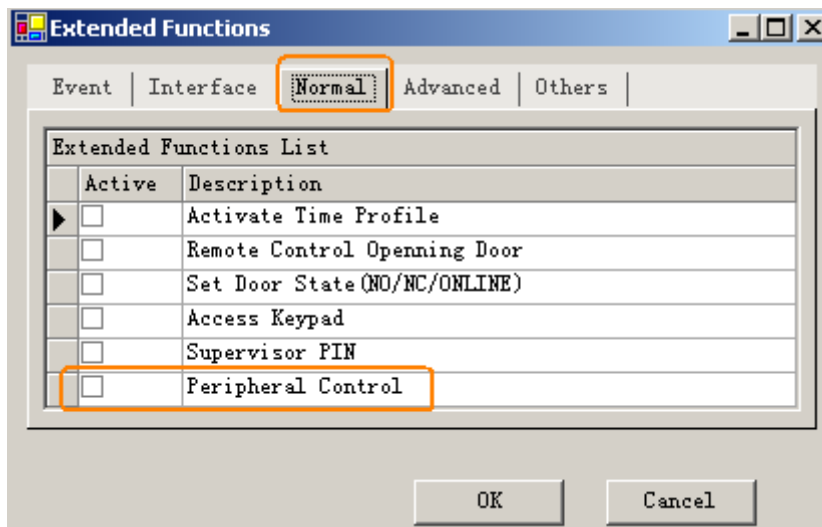 Extended Functions
Event Interface Normal Advanced Others
Extended Functions List
Active Description
Activate Time Profile
Remote Control Openning Door
Set Door State(NO/NC/ONLINE)
Access Keypad
Supervisor PIN
Peripheral Control
OK Cancel